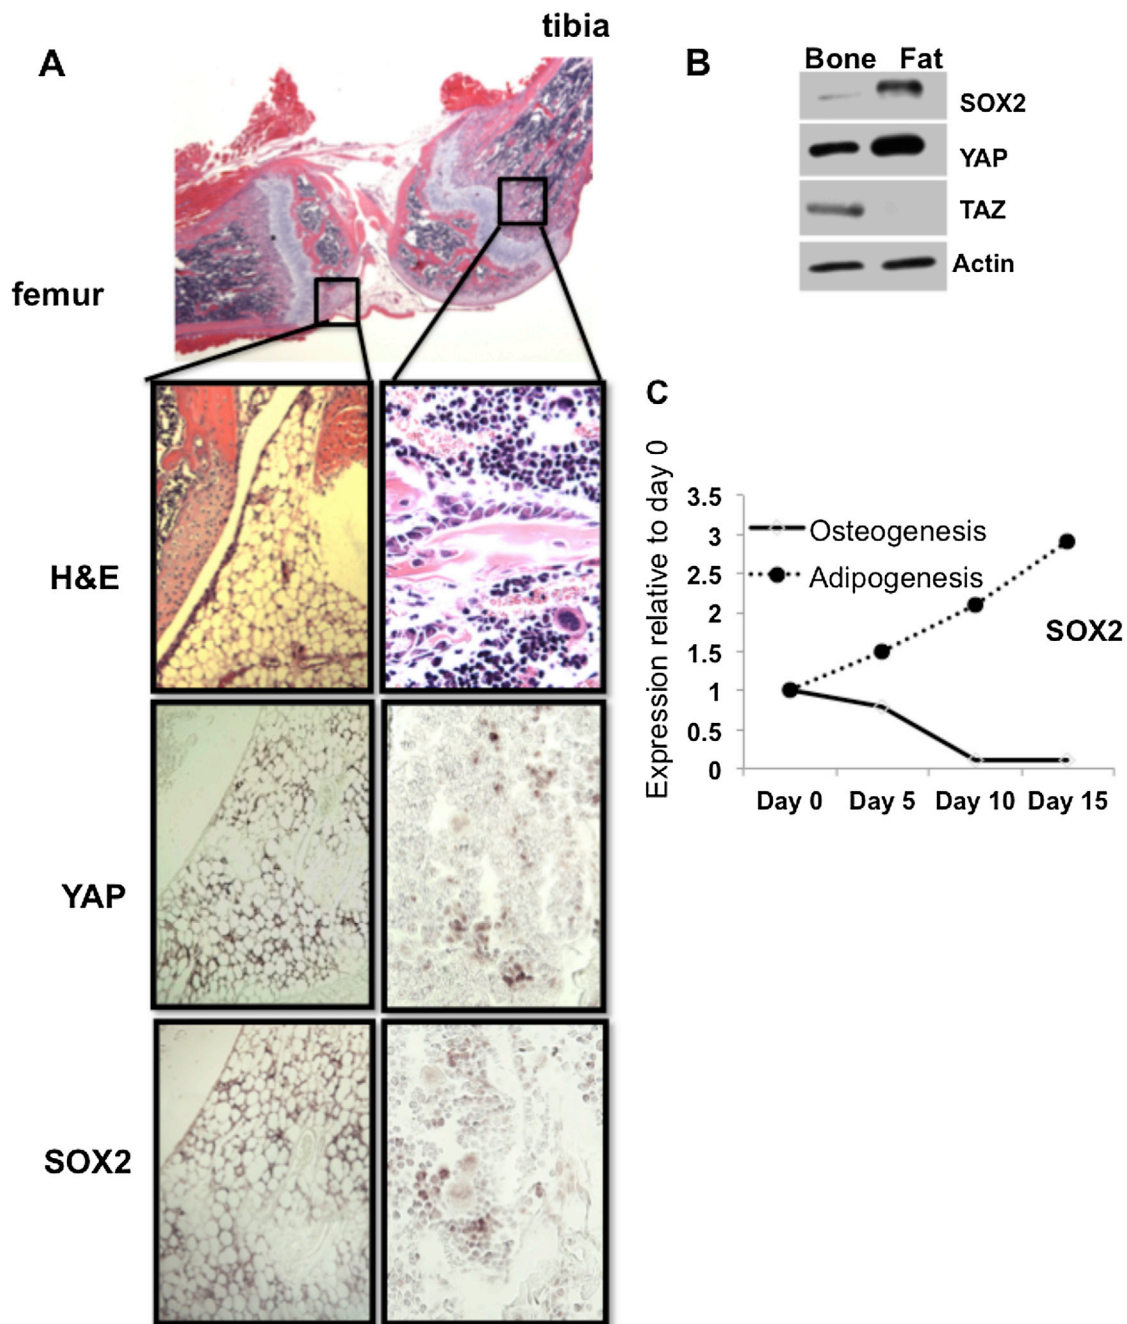 tibia
A
femur
H&E
YAP
SOX2
B
Bone Fat
SOX2
YAP
TAZ
Actin
C
Expression relative to day 0
3.5
3
2.5
2
1.5
1
0.5
0
Osteogenesis
Adipogenesis
SOX2
Day 0 Day 5 Day 10 Day 15